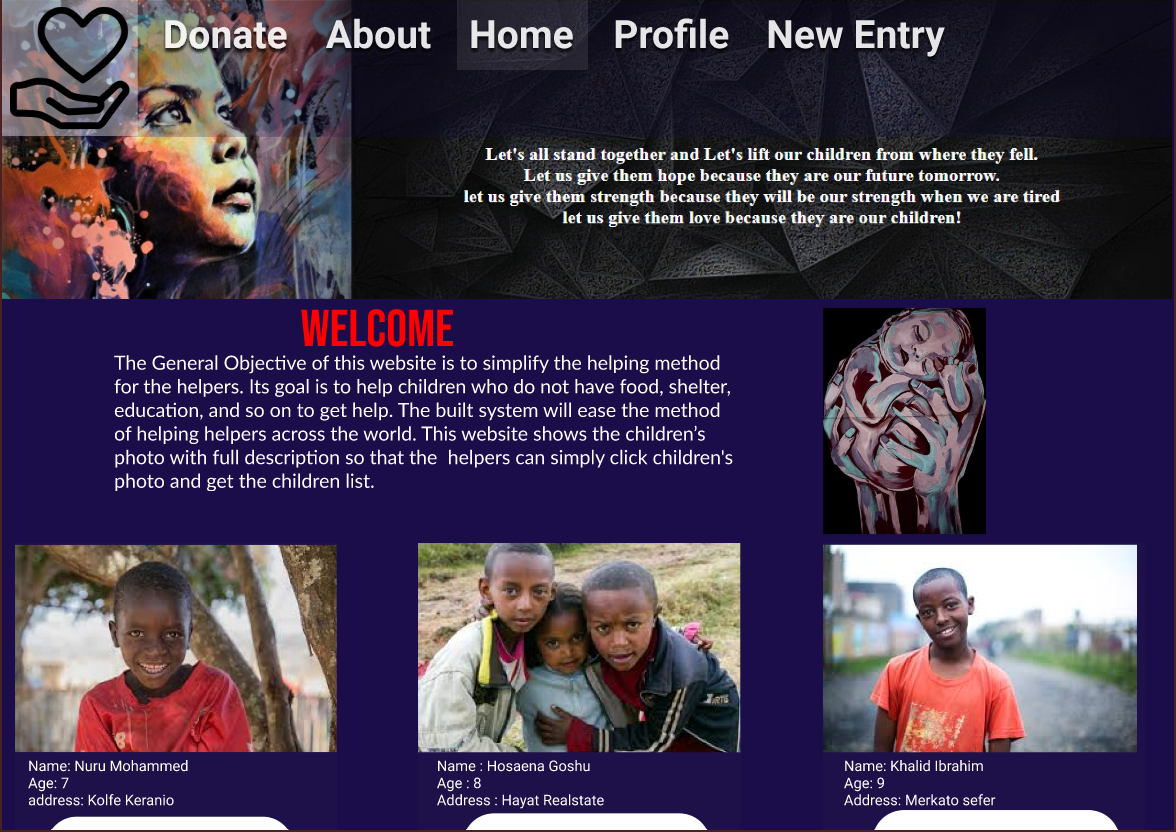 Donate About Home Profile New Entry
Let's all stand together and Let's lift our children from where they fell.
Let us give them hope because they are our future tomorrow.
let us give them strength because they will be our strength when we are tired
let us give them love because they are our children!
WELCOME
The General Objective of this website is to simplify the helping method
for the helpers. Its goal is to help children who do not have food, shelter,
education, and so on to get help. The built system will ease the method
of helping helpers across the world. This website shows the children’s
photo with full description so that the  helpers can simply click children's
photo and get the children list.
Name: Nuru Mohammed
Age: 7
address: Kolfe Keranio
Name : Hosaena Goshu
Age : 8
Address : Hayat Realstate
Name: Khalid Ibrahim
Age: 9
Address: Merkato sefer